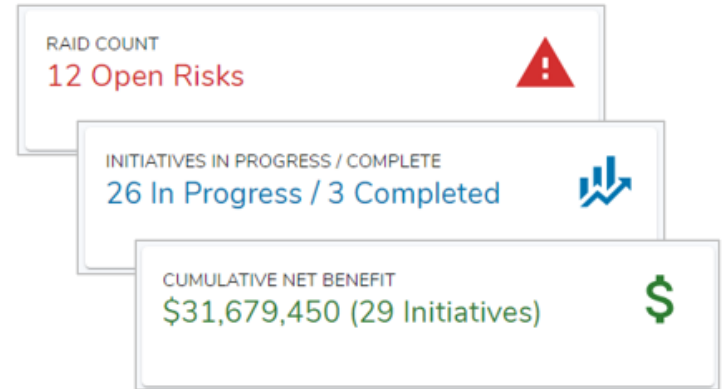 RAID COUNT
12 Open Risks
INITIATIVES IN PROGRESS / COMPLETE
26 In Progress / 3 Completed
CUMULATIVE NET BENEFIT
$31,679,450 (29 Initiatives)
$